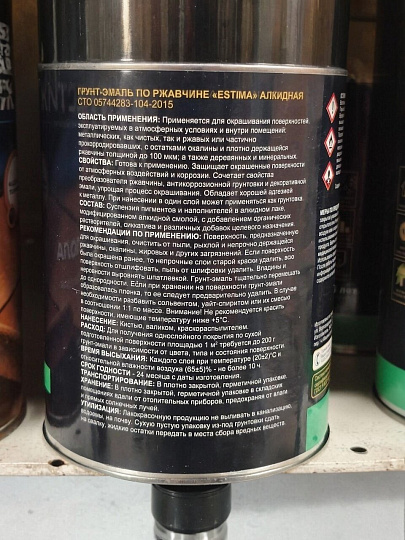 ГРУНТ-ЭМАЛЬ ПО РЖАВЧИНЕ «ESTIMA» АЛКИДНАЯ
СТО 05744283-104-2015
ОБЛАСТЬ ПРИМЕНЕНИЯ: Применяется для окрашивания поверхностей,
эксплуатируемых в атмосферных условиях и внутри помещений:
металлических, как чистых, так и ржавых или частично
прокорродировавших, с остатками окалины и плотно держащейся
ржавчины толщиной до 100 мкм; а также деревянных и минеральных.
СВОЙСТВА: Готова к применению. Защищает окрашенные поверхности
от атмосферных воздействий и коррозии. Сочетает свойства
преобразователя ржавчины, антикоррозионной грунтовки и декоративной
эмали, упрощая процесс окрашивания. Обладает хорошей адгезией
к металлу. При нанесении в один слой может применяться как грунтовка.
СОСТАВ: Суспензия пигментов и наполнителей в алкидном лаке,
модифицированном алкидной смолой, с добавлением органических
растворителей, сиккатива и различных добавок целевого назначения.
РЕКОМЕНДАЦИИ ПО ПРИМЕНЕНИЮ: Поверхность, предназначенную
для окрашивания, очистить от пыли, рыхлой и непрочно держащейся
ржавчины, окалины, жировых и других загрязнений. Если поверхность
была окрашена ранее, то непрочные слои старой краски удалить, всю
поверхность отшлифовать, пыль от шлифовки удалить. Впадины и
неровности выровнять шпатлевкой. Грунт-эмаль тщательно перемешать
до однородности. Если при хранении на поверхности грунт-эмали
образовалась пленка, то ее следует предварительно удалить. В случае
необходимости разбавить сольвентом, уайт-спиритом или их смесью
в соотношении 1:1 по массе. Внимание! Не рекомендуется красить
поверхности, имеющие температуру ниже +5°С.
НАНЕСЕНИЕ: Кистью, валиком, краскораспылителем.
РАСХОД: Для получения однослойного покрытия по сухой
подготовленной поверхности площадью 1 м² требуется до 200 г
грунт-эмали в зависимости от цвета, типа и состояния поверхности.
ВРЕМЯ ВЫСЫХАНИЯ: Каждого слоя при температуре (20±2)°С и
относительной влажности воздуха (65±5)% - не более 10 ч.
СРОК ГОДНОСТИ - 24 месяца с даты изготовления.
ТРАНСПОРТИРОВАНИЕ: В плотно закрытой, герметичной упаковке.
ХРАНЕНИЕ: В плотно закрытой, герметичной упаковке в складских
помещениях вдали от отопительных приборов, предохраняя от влаги
и прямых солнечных лучей.
УТИЛИЗАЦИЯ: Лакокрасочную продукцию не выливать в канализацию,
водоемы, на почву. Сухую пустую упаковку из-под грунтовки сдать
на свалку, жидкие остатки передать в места сбора вредных веществ.